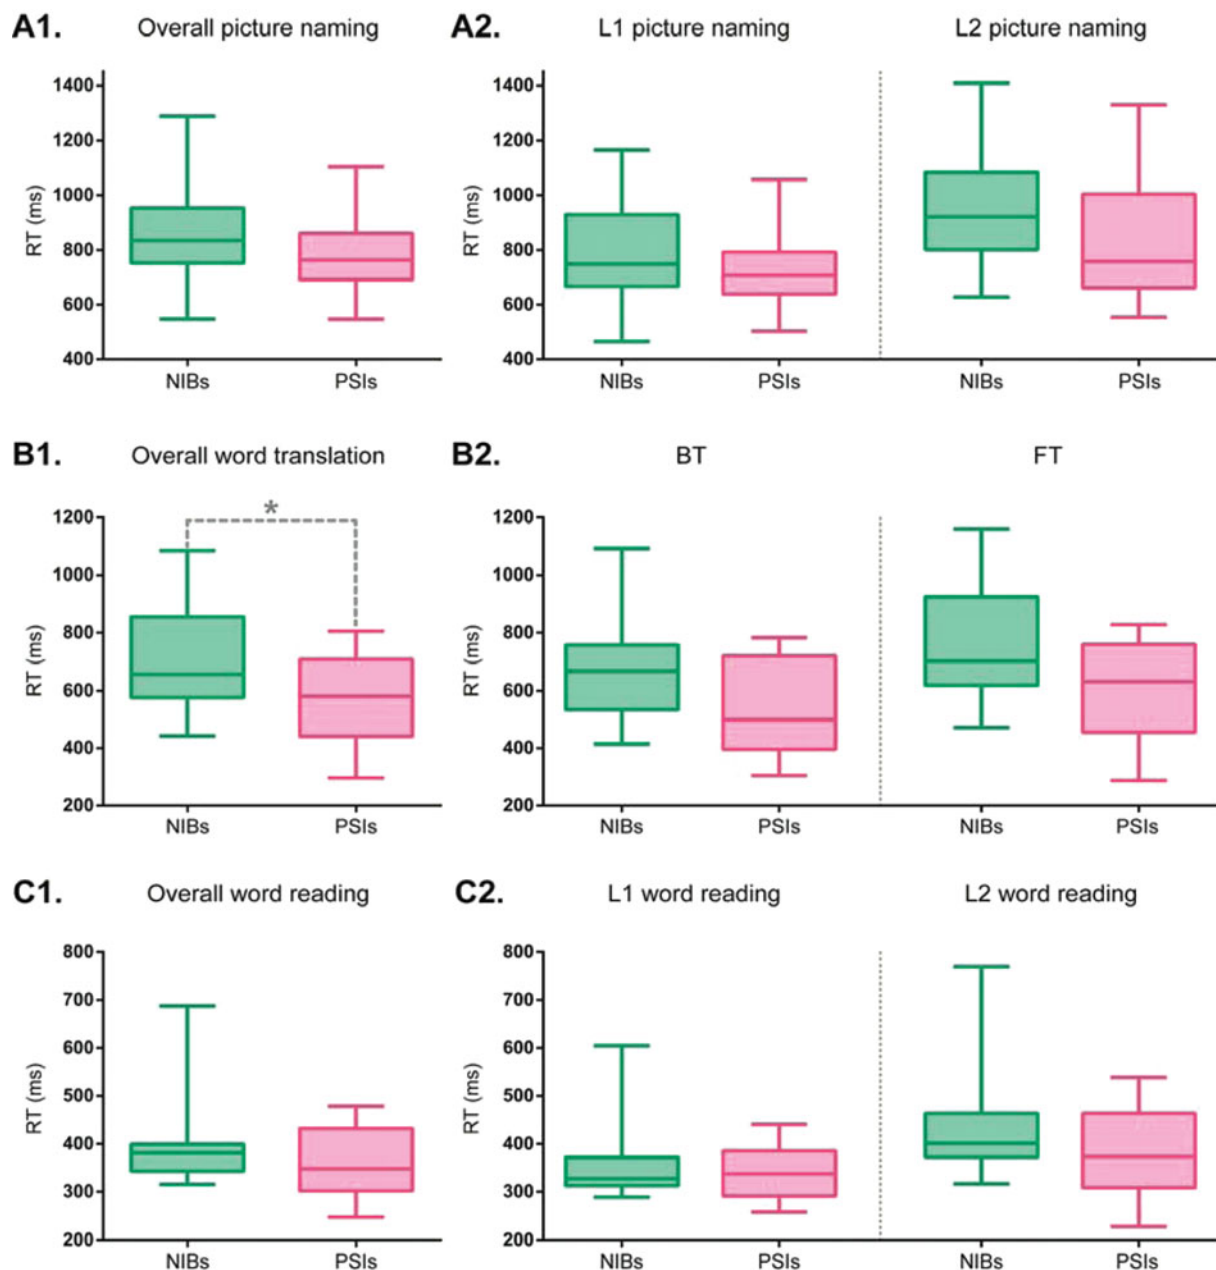 A1. Overall picture naming
A2. L1 picture naming L2 picture naming
RT (ms)
1400
1200
1000
800
600
400
NIBs PSIs
RT (ms)
1400
1200
1000
800
600
400
NIBs PSIs NIBs PSIs
B1. Overall word translation
B2. BT FT
RT (ms)
1200
1000
800
600
400
200
*
NIBs PSIs
RT (ms)
1200
1000
800
600
400
200
NIBs PSIs NIBs PSIs
C1. Overall word reading
C2. L1 word reading L2 word reading
RT (ms)
800
700
600
500
400
300
200
NIBs PSIs
RT (ms)
800
700
600
500
400
300
200
NIBs PSIs NIBs PSIs